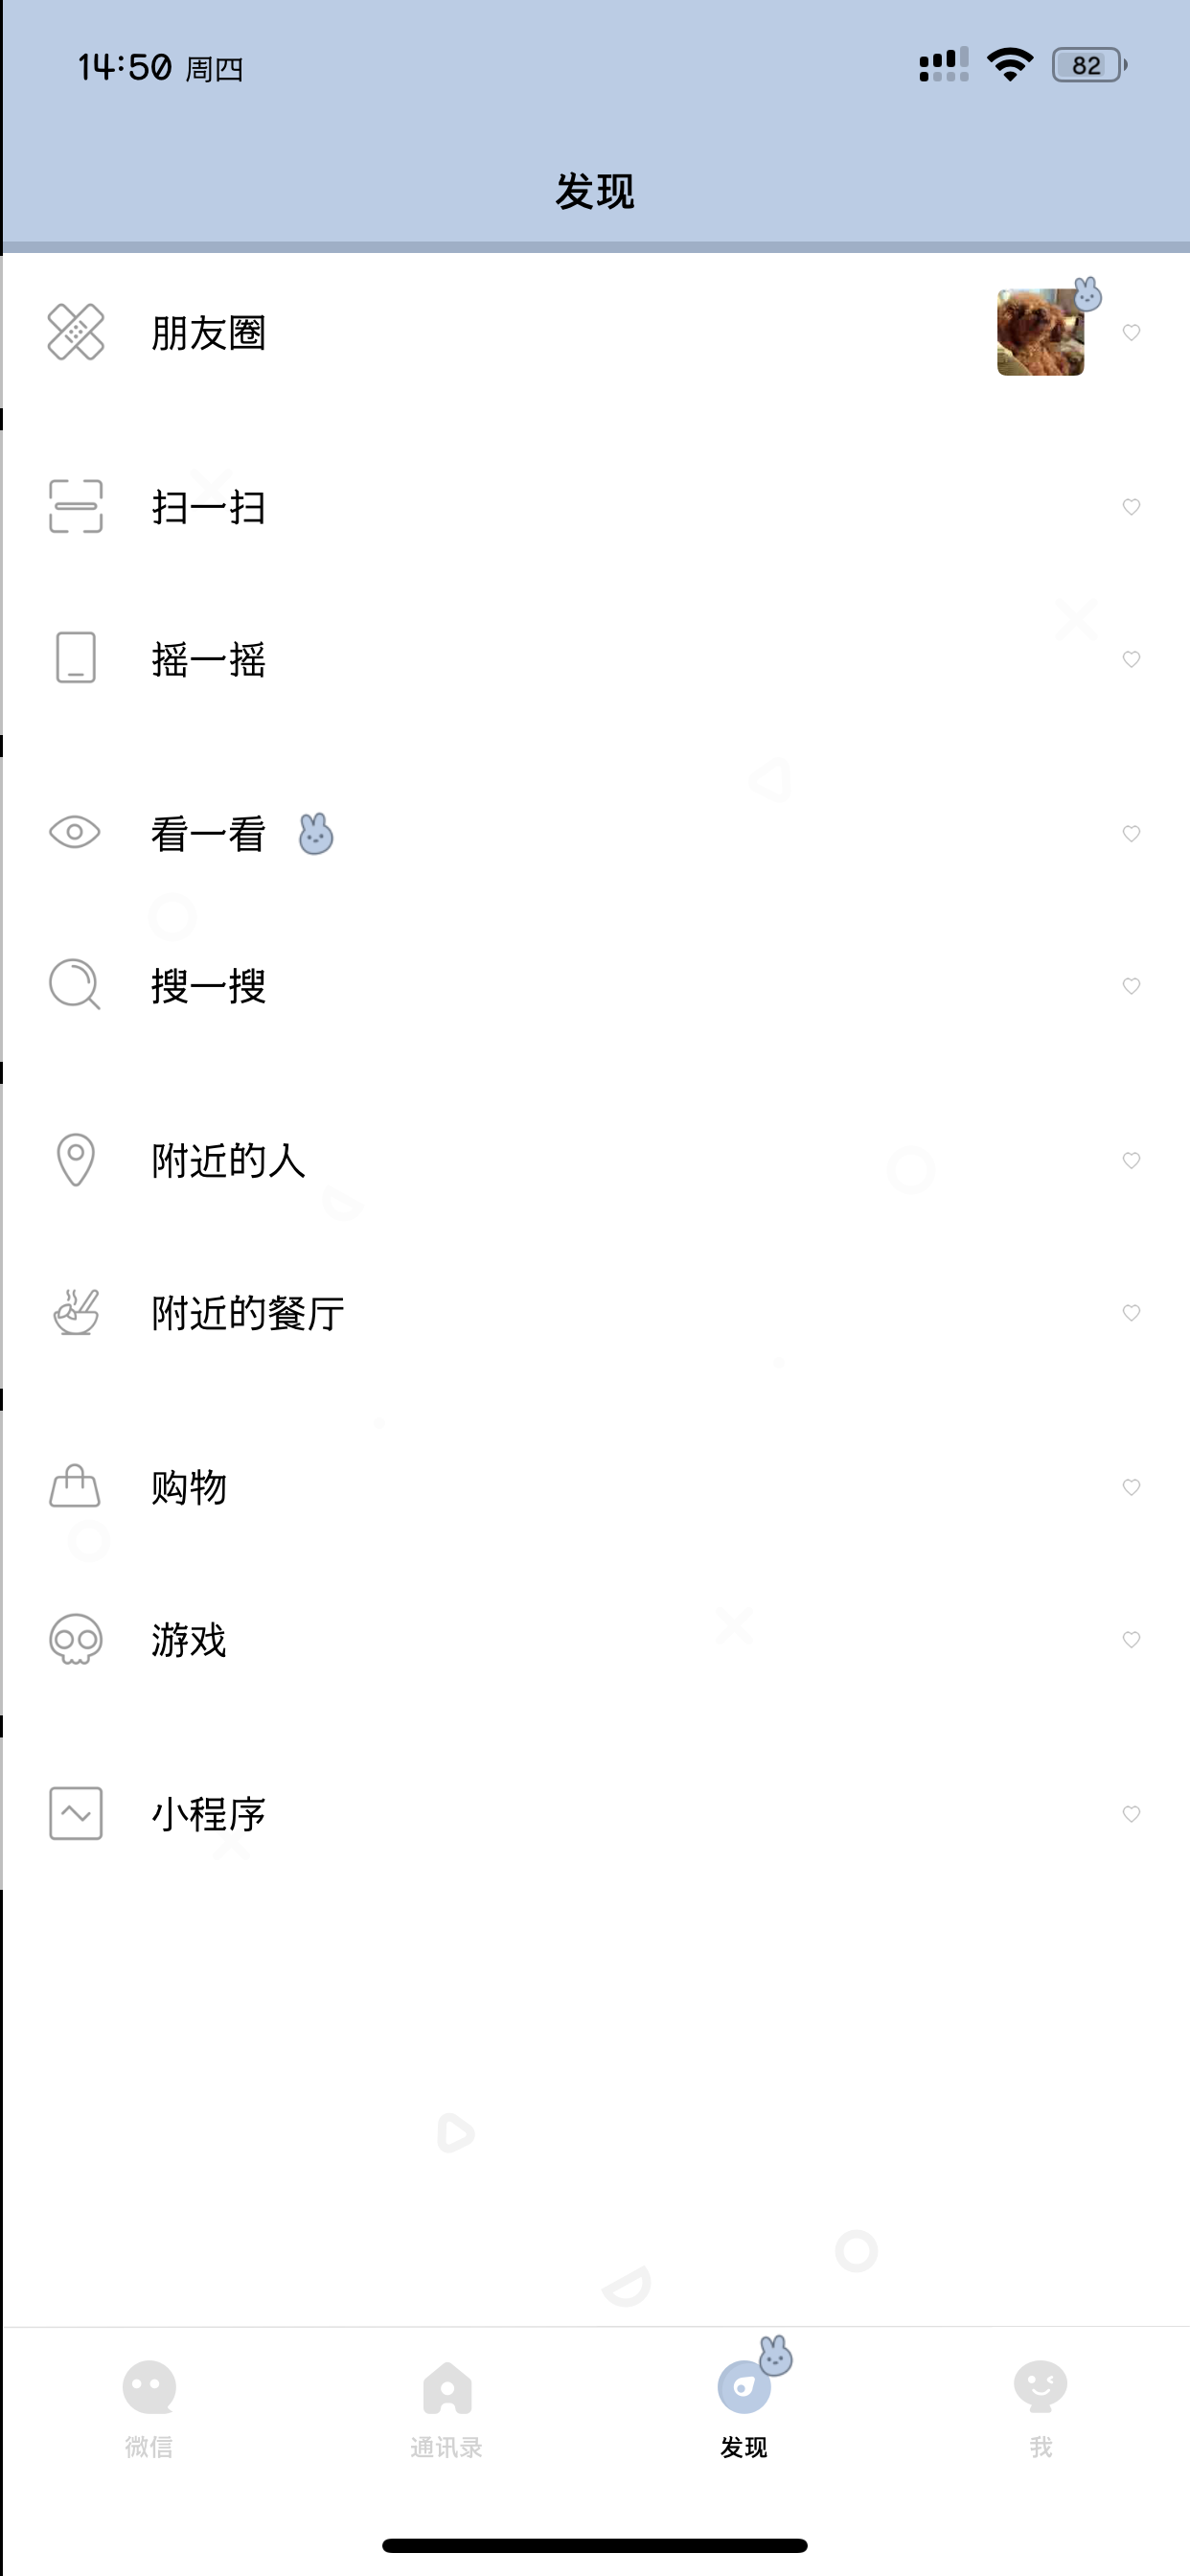 14:50 周四
82
发现
朋友圈
扫一扫
摇一摇
看一看
搜一搜
附近的人
附近的餐厅
购物
游戏
小程序
微信
通讯录
发现
我